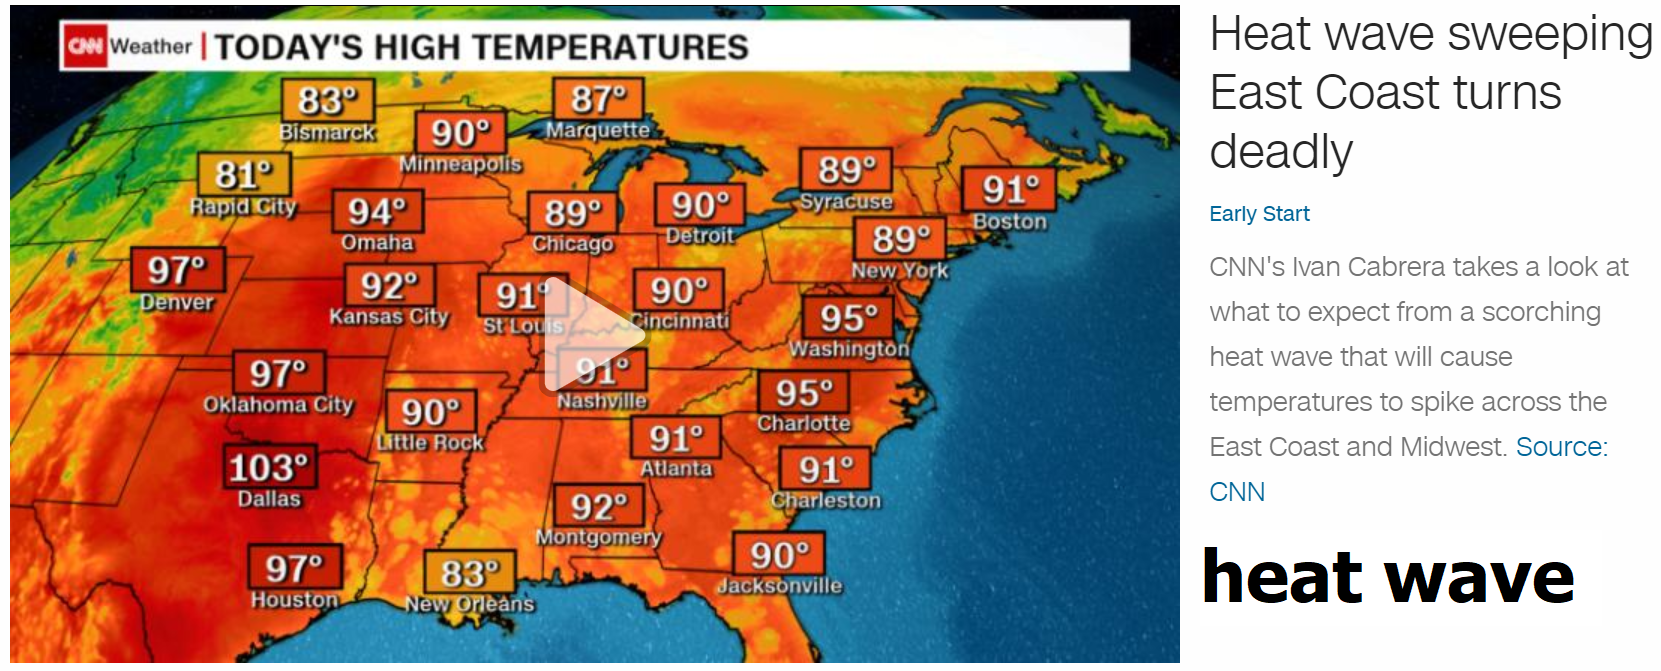 CNN Weather | TODAY'S HIGH TEMPERATURES
83°
Bismarck
87°
Marquette
90°
Minneapolis
81°
Rapid City
89°
Syracuse
91°
Boston
94°
Omaha
89°
Chicago
90°
Detroit
89°
New York
97°
Denver
92°
Kansas City
91°
St Louis
90°
Cincinnati
95°
Washington
97°
Oklahoma City
91°
Nashville
95°
Charlotte
90°
Little Rock
91°
Atlanta
103°
Dallas
91°
Charleston
92°
Montgomery
97°
Houston
83°
New Orleans
90°
Jacksonville
Heat wave sweeping
East Coast turns
deadly
Early Start
CNN's Ivan Cabrera takes a look at
what to expect from a scorching
heat wave that will cause
temperatures to spike across the
East Coast and Midwest. Source:
CNN
heat wave